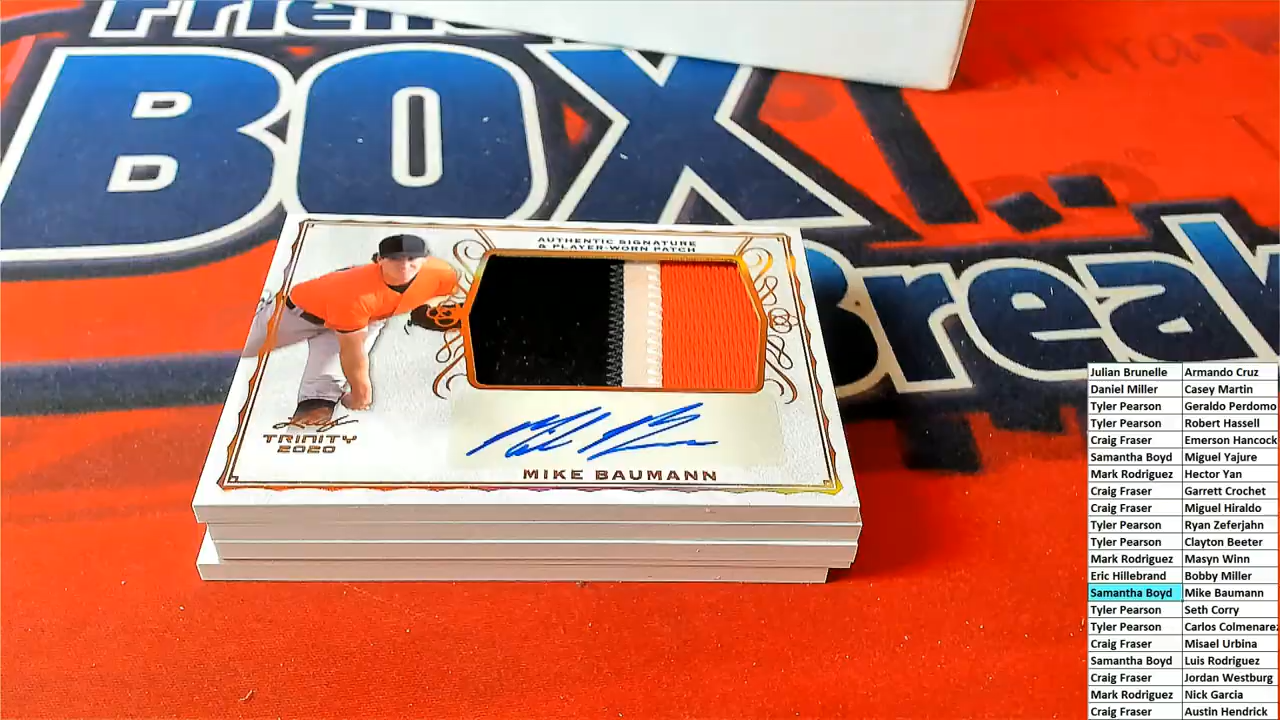 Friend
BOX
Break
AUTHENTIC SIGNATURE
& PLAYER-WORN PATCH
Leaf
TRINITY
2020
MIKE BAUMANN
Julian Brunelle Armando Cruz
Daniel Miller Casey Martin
Tyler Pearson Geraldo Perdomo
Tyler Pearson Robert Hassell
Craig Fraser Emerson Hancock
Samantha Boyd Miguel Yajure
Mark Rodriguez Hector Yan
Craig Fraser Garrett Crochet
Craig Fraser Miguel Hiraldo
Tyler Pearson Ryan Zeferjahn
Tyler Pearson Clayton Beeter
Mark Rodriguez Masyn Winn
Eric Hillebrand Bobby Miller
Samantha Boyd Mike Baumann
Tyler Pearson Seth Corry
Tyler Pearson Carlos Colmenare
Craig Fraser Misael Urbina
Samantha Boyd Luis Rodriguez
Craig Fraser Jordan Westburg
Mark Rodriguez Nick Garcia
Craig Fraser Austin Hendrick